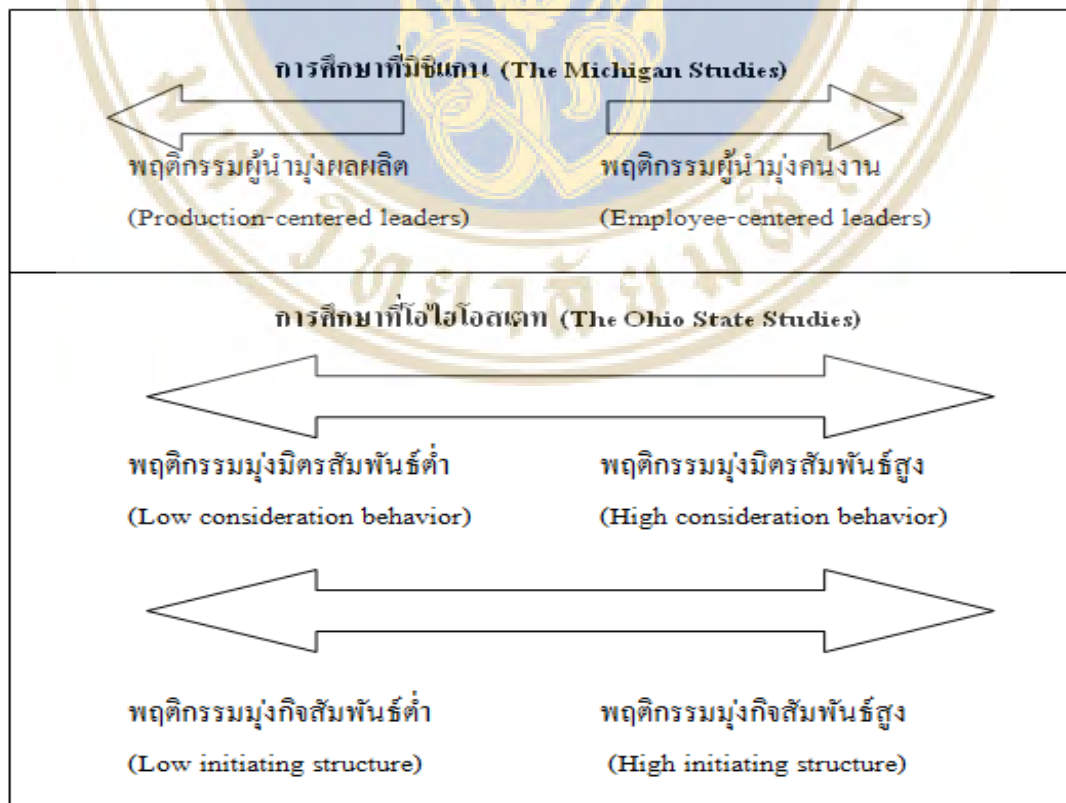 การศึกษาที่มิชิแกน (The Michigan Studies)
พฤติกรรมผู้นำมุ่งผลผลิต พฤติกรรมผู้นำมุ่งคนงาน
(Production-centered leaders) (Employee-centered leaders)
การศึกษาที่โอไฮโอสเตท (The Ohio State Studies)
พฤติกรรมมุ่งมิตรสัมพันธ์ต่ำ พฤติกรรมมุ่งมิตรสัมพันธ์สูง
(Low consideration behavior) (High consideration behavior)
พฤติกรรมมุ่งกิจสัมพันธ์ต่ำ พฤติกรรมมุ่งกิจสัมพันธ์สูง
(Low initiating structure) (High initiating structure)